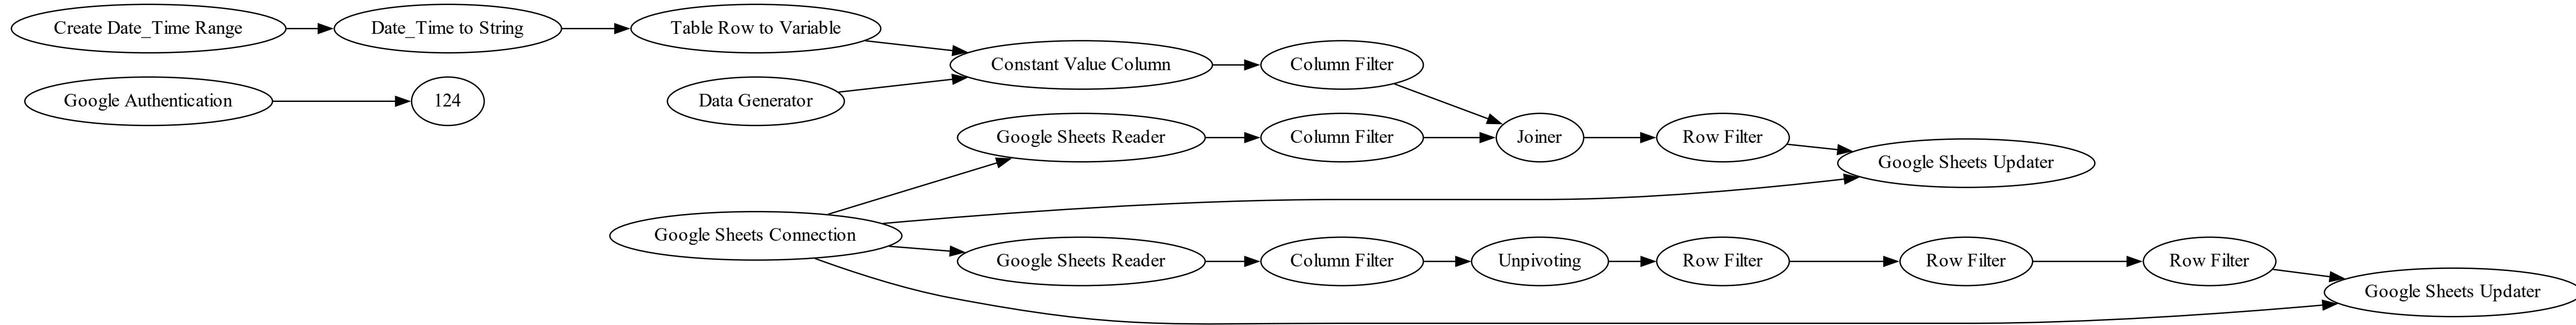 Create Date_Time Range
Date_Time to String
Table Row to Variable
Constant Value Column
Column Filter
Google Authentication
124
Data Generator
Google Sheets Reader
Column Filter
Joiner
Row Filter
Google Sheets Updater
Google Sheets Connection
Google Sheets Reader
Column Filter
Unpivoting
Row Filter
Row Filter
Row Filter
Google Sheets Updater